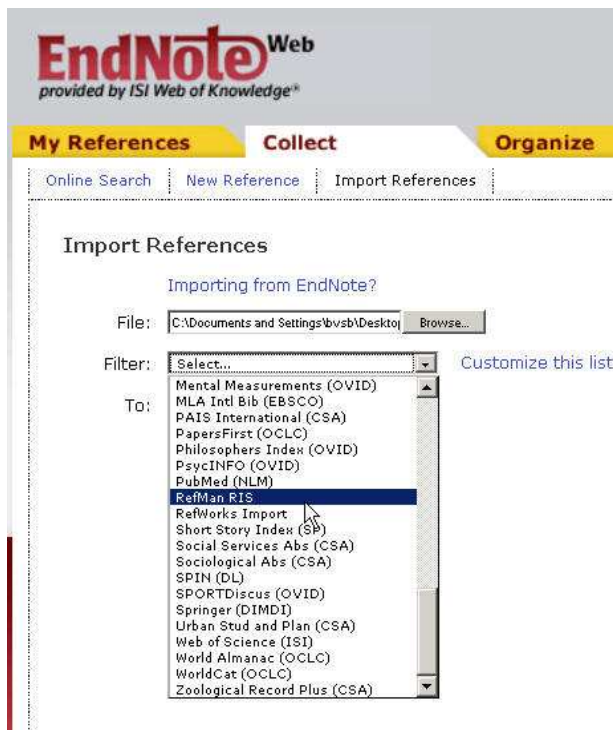 EndNote Web
provided by ISI Web of Knowledge®
My References Collect Organize
Online Search New Reference Import References
Import References
Importing from EndNote?
File: C:\Documents and Settings\bvsb\Desktop Browse...
Filter: Select... Customize this list
Mental Measurements (OVID)
MLA Intl Bib (EBSCO)
To: PAIS International (CSA)
PapersFirst (OCLC)
Philosophers Index (OVID)
PsycINFO (OVID)
PubMed (NLM)
RefMan RIS
RefWorks Import
Short Story Index (SP)
Social Services Abs (CSA)
Sociological Abs (CSA)
SPIN (DL)
SPORTDiscus (OVID)
Springer (DIMDI)
Urban Stud and Plan (CSA)
Web of Science (ISI)
World Almanac (OCLC)
WorldCat (OCLC)
Zoological Record Plus (CSA)